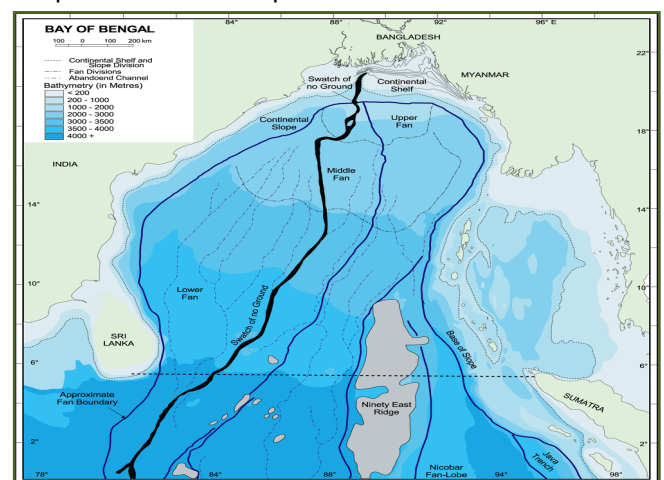 84°
88°
92°
96° E
BAY OF BENGAL
100 0 100 200 km
Continental Shelf and
Slope Division
Fan Divisions
Abandoend Channel
Bathymetry (in Metres)
< 200
200 - 1000
1000 - 2000
2000 - 3000
3000 - 3500
3500 - 4000
4000 +
BANGLADESH
22°
MYANMAR
Swatch of
no Ground
Continental
Shelf
Continental
Slope
Upper
Fan
18°
18°
INDIA
Middle
Fan
14°
14°
10°
10°
Lower
Fan
Swatch of no Ground
SRI
LANKA
Base of Slope
6°
6°
Approximate
Fan Boundary
Ninety East
Ridge
SUMATRA
2°
2°
Java
Trench
Nicobar
Fan-Lobe
78°
84°
88°
94°
98°